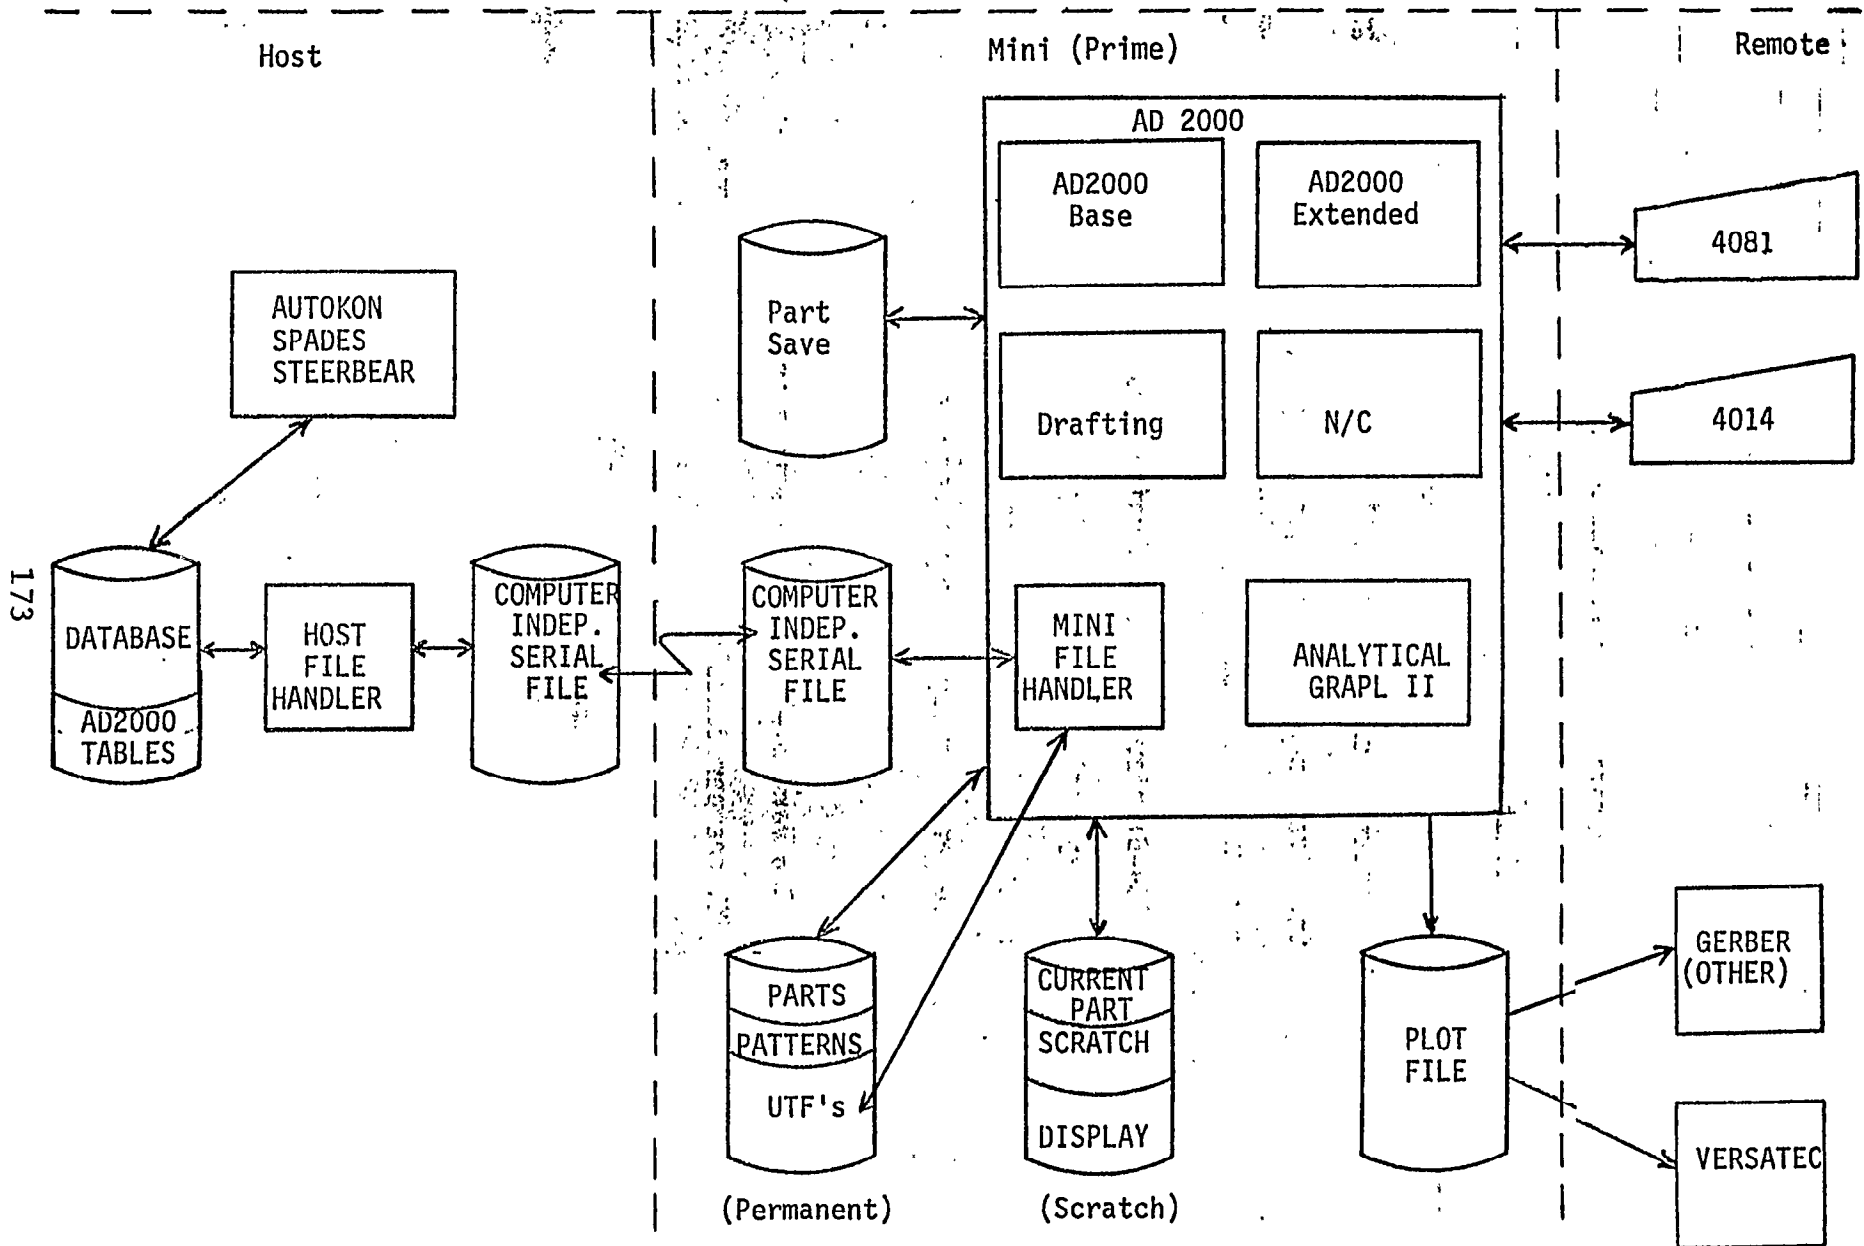 Host
Mini (Prime)
Remote
AD 2000
AD2000
Base
AD2000
Extended
4081
Part
Save
AUTOKON
SPADES
STEERBEAR
Drafting
N/C
4014
173
DATABASE
AD2000
TABLES
HOST
FILE
HANDLER
COMPUTER
INDEP.
SERIAL
FILE
COMPUTER
INDEP.
SERIAL
FILE
MINI
FILE
HANDLER
ANALYTICAL
GRAPL II
PARTS
PATTERNS
UTF's
(Permanent)
CURRENT
PART
SCRATCH
DISPLAY
(Scratch)
PLOT
FILE
GERBER
(OTHER)
VERSATEC